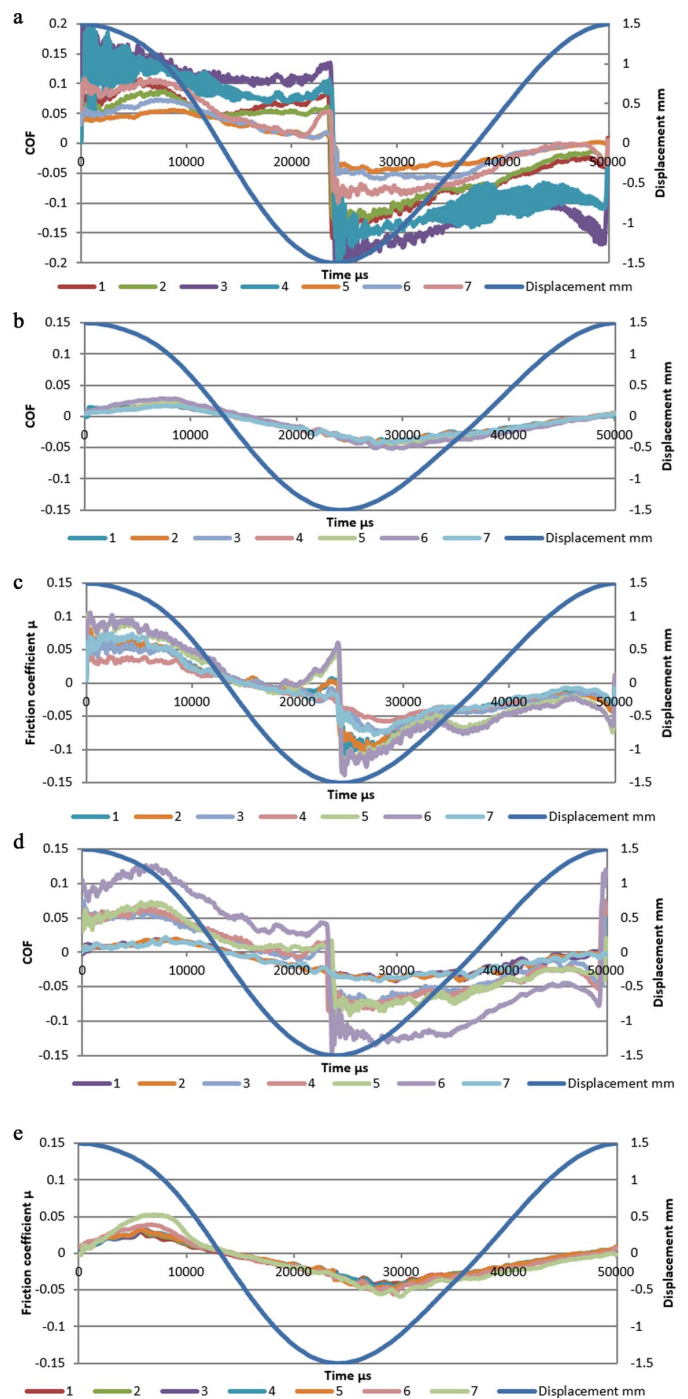 a
0.2 1.5
0.15 1
0.1 0.5
0.05
0 0
0 10000 20000 30000 40000 50000
-0.05 -0.5
-0.1
-0.15 -1
-0.2 -1.5
COF
Displacement mm
Time µs
1 2 3 4 5 6 7 Displacement mm
b
0.15 1.5
0.1 1
0.05 0.5
0 0
0 10000 20000 30000 40000 50000
-0.05 -0.5
-0.1 -1
-0.15 -1.5
COF
Displacement mm
Time µs
1 2 3 4 5 6 7 Displacement mm
c
0.15 1.5
0.1 1
0.05 0.5
0 0
0 10000 20000 30000 40000 50000
-0.05 -0.5
-0.1 -1
-0.15 -1.5
Friction coefficient µ
Displacement mm
Time µs
1 2 3 4 5 6 7 Displacement mm
d
0.15 1.5
0.1 1
0.05 0.5
0 0
0 10000 20000 30000 40000 50000
-0.05 -0.5
-0.1 -1
-0.15 -1.5
COF
Displacement mm
Time µs
1 2 3 4 5 6 7 Displacement mm
e
0.15 1.5
0.1 1
0.05 0.5
0 0
0 10000 20000 30000 40000 50000
-0.05 -0.5
-0.1 -1
-0.15 -1.5
Friction coefficient µ
Displacement mm
Time µs
1 2 3 4 5 6 7 Displacement mm